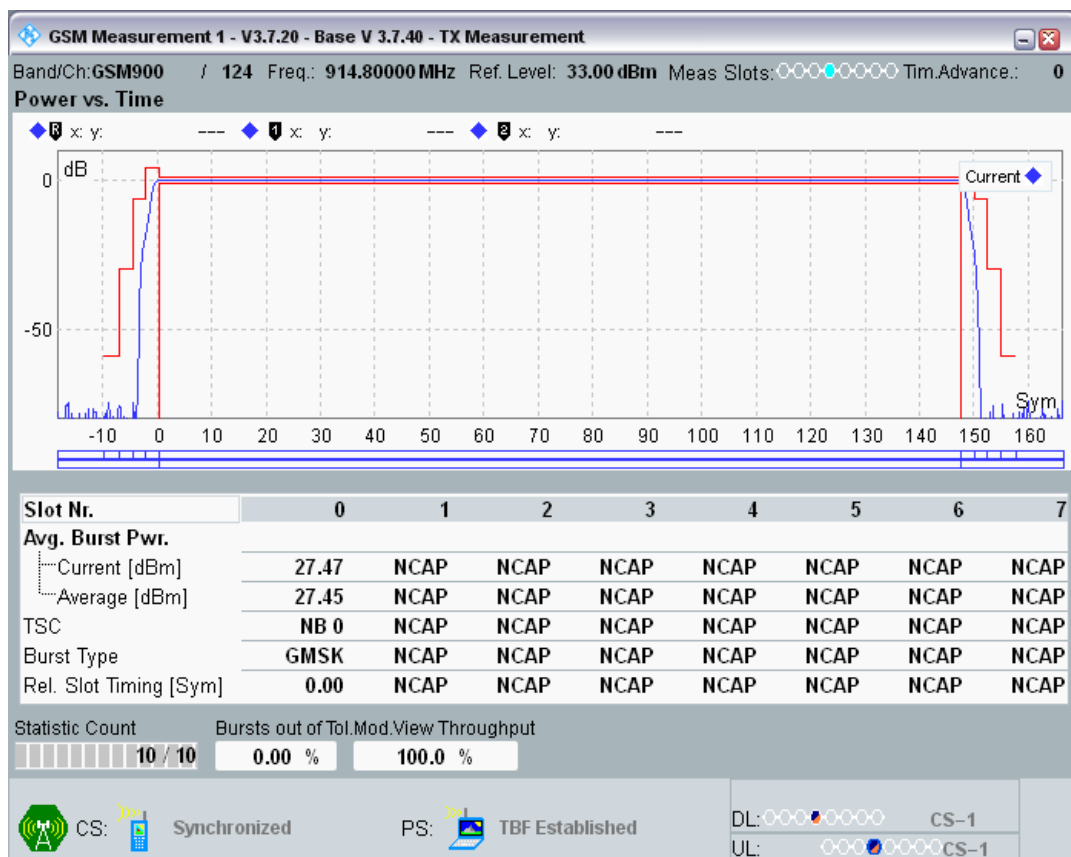 GSM Measurement 1 - V3.7.20 - Base V 3.7.40 - TX Measurement
Band/Ch:GSM900 / 124 Freq.: 914.80000 MHz Ref. Level: 33.00 dBm Meas Slots: Tim.Advance.: 0
Power vs. Time
R x: y: --- 1 x: y: --- 2 x: y: ---
dB
Current
0
-50
Sym
-10 0 10 20 30 40 50 60 70 80 90 100 110 120 130 140 150 160
Slot Nr. 0 1 2 3 4 5 6 7
Avg. Burst Pwr.
Current [dBm] 27.47 NCAP NCAP NCAP NCAP NCAP NCAP NCAP
Average [dBm] 27.45 NCAP NCAP NCAP NCAP NCAP NCAP NCAP
TSC NB 0 NCAP NCAP NCAP NCAP NCAP NCAP NCAP
Burst Type GMSK NCAP NCAP NCAP NCAP NCAP NCAP NCAP
Rel. Slot Timing [Sym] 0.00 NCAP NCAP NCAP NCAP NCAP NCAP NCAP
Statistic Count Bursts out of Tol.Mod.View Throughput
10 / 10 0.00 % 100.0 %
CS: Synchronized PS: TBF Established
DL: CS-1
UL: CS-1